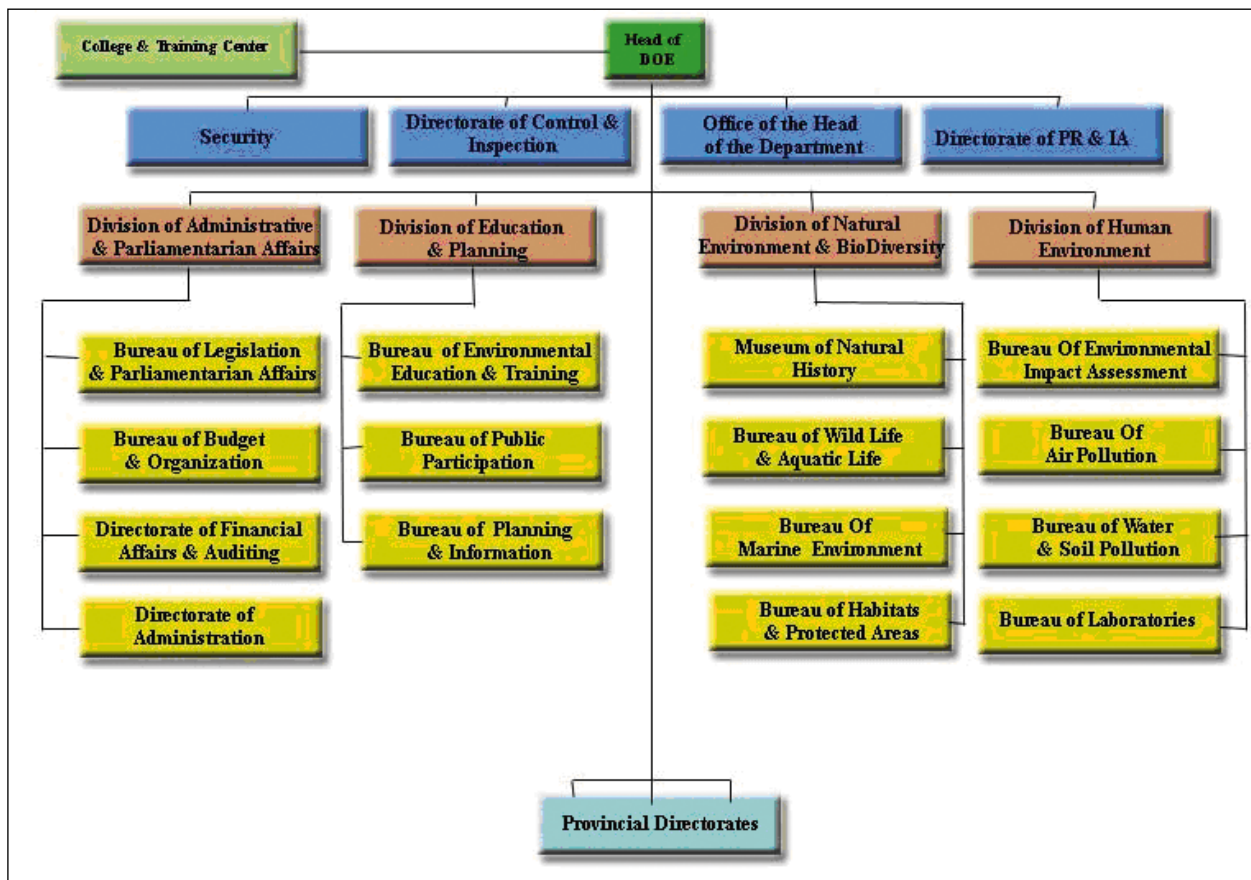 College & Training Center
Head of
DOE
Security
Directorate of Control &
Inspection
Office of the Head
of the Department
Directorate of PR & IA
Division of Administrative
& Parliamentarian Affairs
Division of Education
& Planning
Division of Natural
Environment & BioDiversity
Division of Human
Environment
Bureau of Legislation
& Parliamentarian Affairs
Bureau of Environmental
Education & Training
Museum of Natural
History
Bureau Of Environmental
Impact Assessment
Bureau of Budget
& Organization
Bureau of Public
Participation
Bureau of Wild Life
& Aquatic Life
Bureau Of
Air Pollution
Directorate of Financial
Affairs & Auditing
Bureau of Planning
& Information
Bureau Of
Marine Environment
Bureau of Water
& Soil Pollution
Directorate of
Administration
Bureau of Habitats
& Protected Areas
Bureau of Laboratories
Provincial Directorates